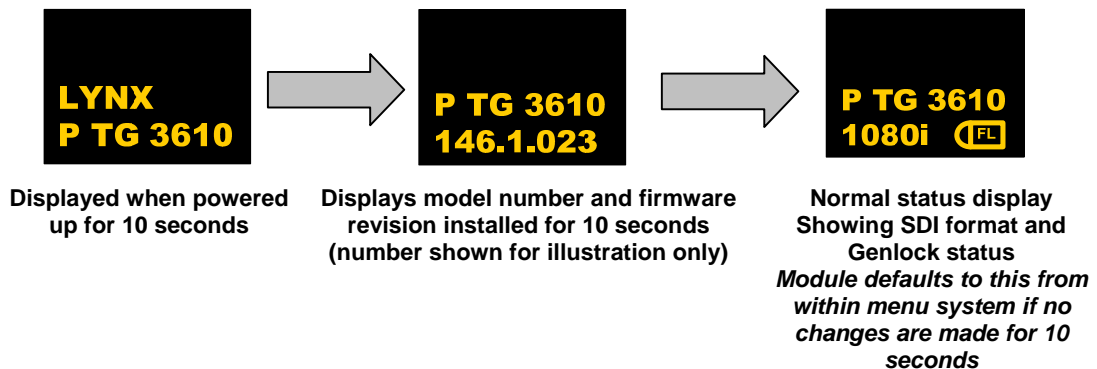 LYNX
P TG 3610
P TG 3610
146.1.023
P TG 3610
1080i FL
Displayed when powered
up for 10 seconds
Displays model number and firmware
revision installed for 10 seconds
(number shown for illustration only)
Normal status display
Showing SDI format and
Genlock status
Module defaults to this from
within menu system if no
changes are made for 10
seconds